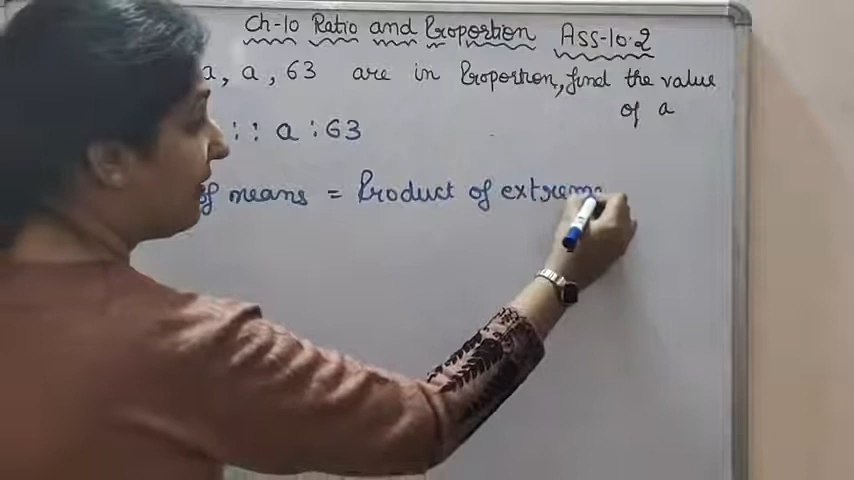 Ch-10 Ratio and Proportion Ass-10.2
a, a, 63 are in Proportion, find the value
of a
:: a : 63
of means = Product of extreme